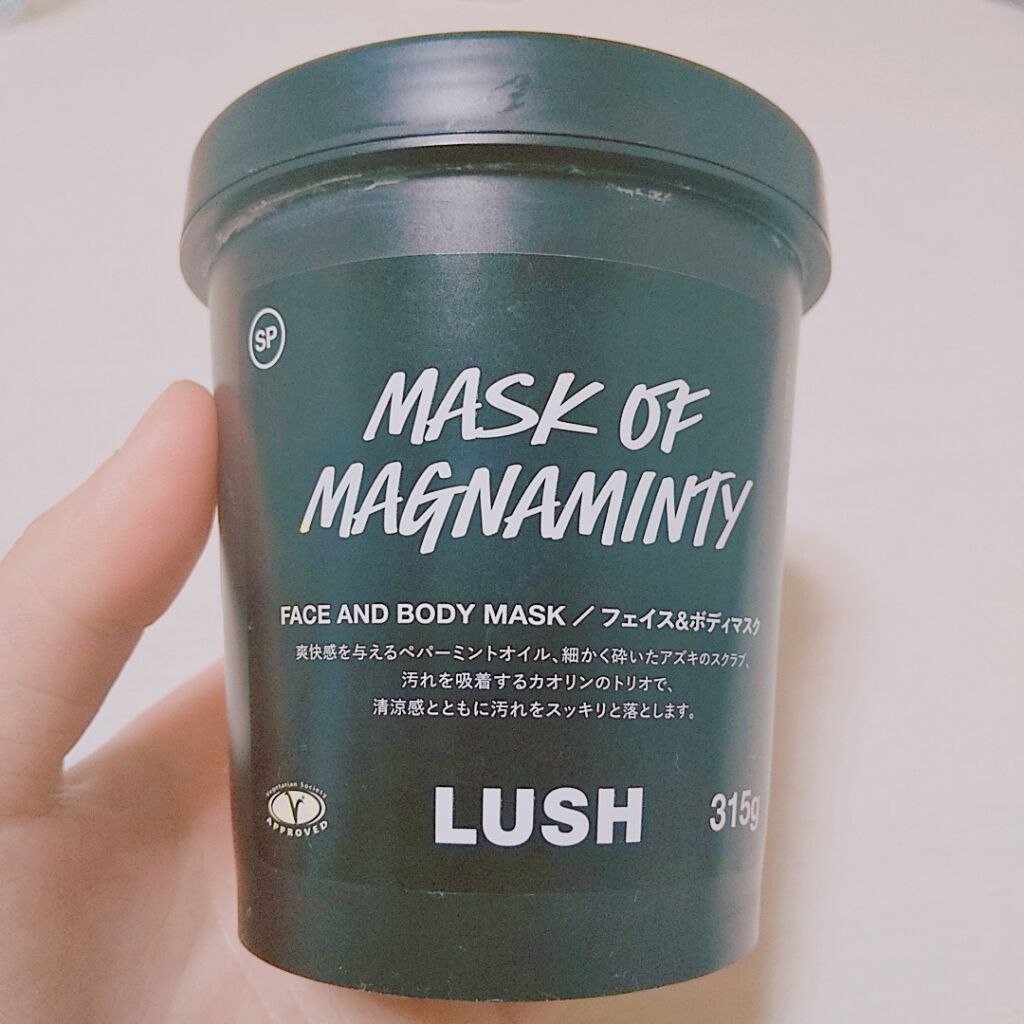 SP
MASK OF
MAGNAMINTY
FACE AND BODY MASK / フェイス&ボディマスク
爽快感を与えるペパーミントオイル、細かく砕いたアズキのスクラブ、
汚れを吸着するカオリンのトリオで、
清涼感とともに汚れをスッキリと落とします。
Vegetarian Society
V
APPROVED
LUSH
315g